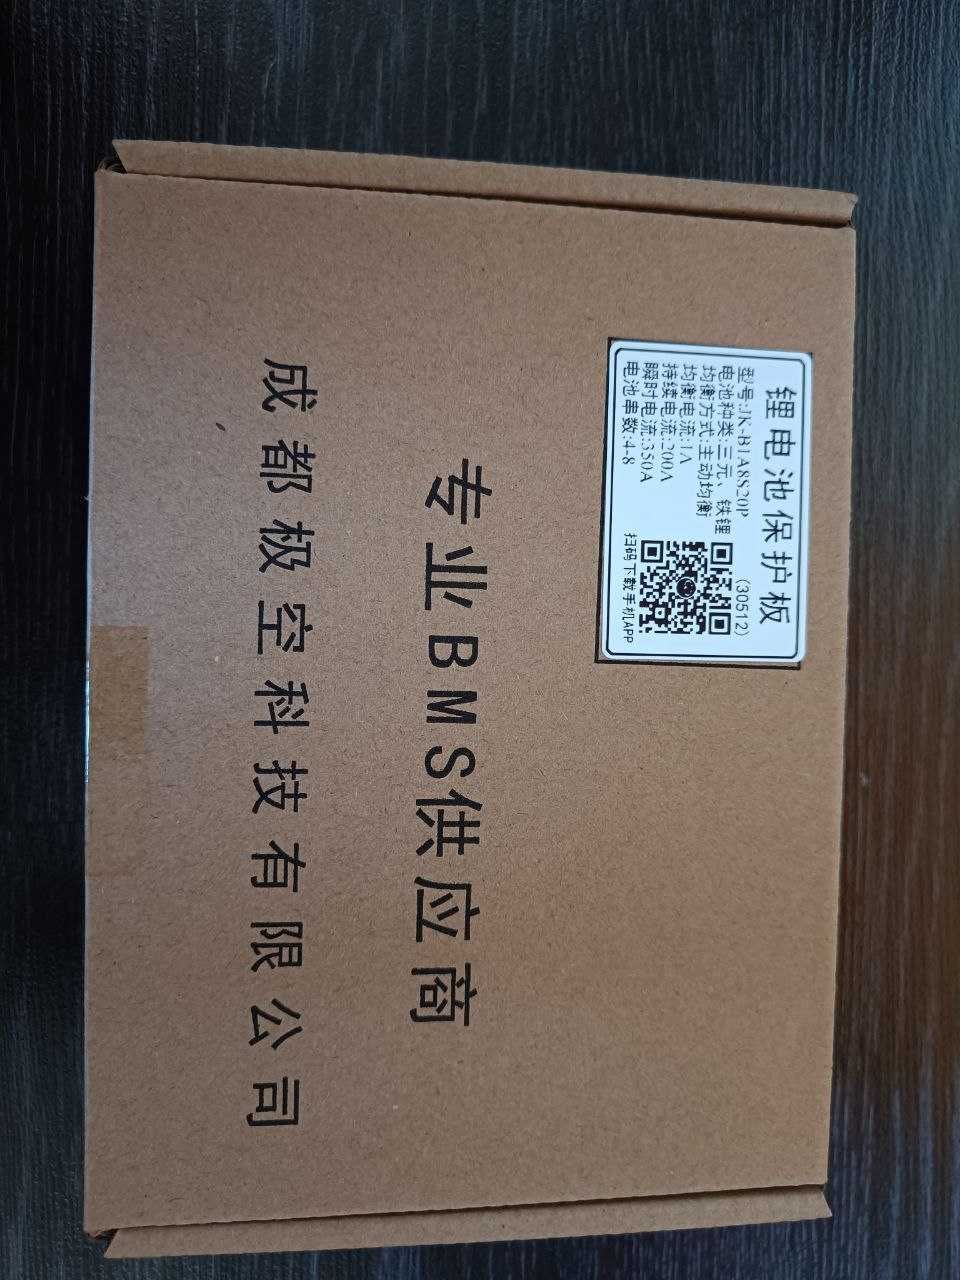 锂电池保护板
(30512)
型号:JK-B1A8S20P
电池种类:三元、铁锂
均衡方式:主动均衡
均衡电流:1A
持续电流:200A
瞬时电流:350A
电池串数:4-8
扫码下载手机APP
专业BMS供应商
成都极空科技有限公司